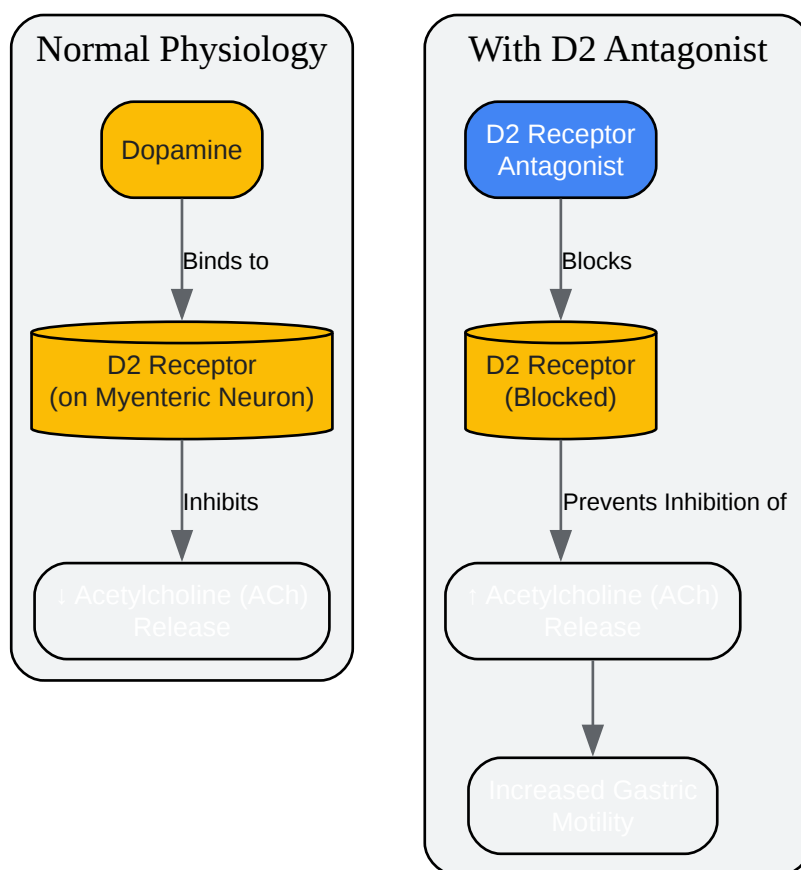 Normal Physiology
Dopamine
Binds to
D2 Receptor
(on Myenteric Neuron)
Inhibits
↓ Acetylcholine (ACh)
Release
With D2 Antagonist
D2 Receptor
Antagonist
Blocks
D2 Receptor
(Blocked)
Prevents Inhibition of
↑ Acetylcholine (ACh)
Release
Increased Gastric
Motility